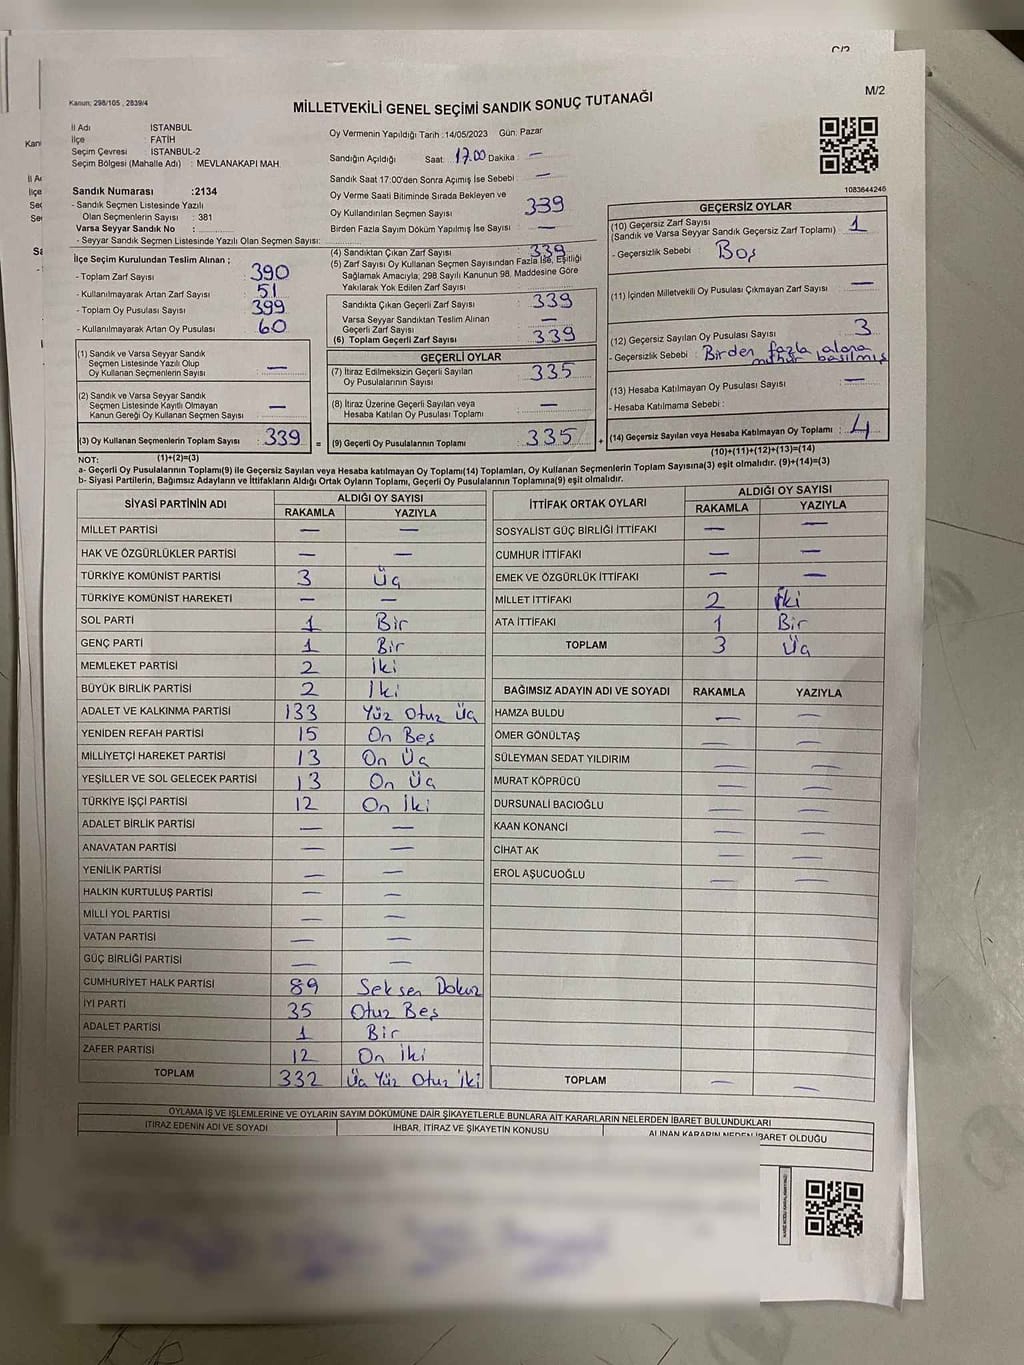 C/2
M/2
Kanun: 298/105 , 2839/4
MİLLETVEKİLİ GENEL SEÇİMİ SANDIK SONUÇ TUTANAĞI
İl Adı İSTANBUL
İlçe FATİH
Seçim Çevresi İSTANBUL-2
Seçim Bölgesi (Mahalle Adı) : MEVLANAKAPI MAH.
Sandık Numarası :2134
- Sandık Seçmen Listesinde Yazılı
Olan Seçmenlerin Sayısı : 381
Varsa Seyyar Sandık No :
- Seyyar Sandık Seçmen Listesinde Yazılı Olan Seçmen Sayısı:
Oy Vermenin Yapıldığı Tarih :14/05/2023 Gün: Pazar
Sandığın Açıldığı Saat: 17.00 Dakika : —
Sandık Saat 17:00'den Sonra Açımış İse Sebebi : —
Oy Verme Saati Bitiminde Sırada Bekleyen ve
Oy Kullandırılan Seçmen Sayısı 339
Birden Fazla Sayım Döküm Yapılmış İse Sayısı : —
1083644246
İlçe Seçim Kurulundan Teslim Alınan ;
- Toplam Zarf Sayısı 390
- Kullanılmayarak Artan Zarf Sayısı 51
- Toplam Oy Pusulası Sayısı 399
- Kullanılmayarak Artan Oy Pusulası 60
(1) Sandık ve Varsa Seyyar Sandık
Seçmen Listesinde Yazılı Olup
Oy Kullanan Seçmenlerin Sayısı : —
(2) Sandık ve Varsa Seyyar Sandık
Seçmen Listesinde Kayıtlı Olmayan
Kanun Gereği Oy Kullanan Seçmen Sayısı : —
(3) Oy Kullanan Seçmenlerin Toplam Sayısı : 339 =
(1)+(2)=(3)
(4) Sandıktan Çıkan Zarf Sayısı : 339
(5) Zarf Sayısı Oy Kullanan Seçmen Sayısından Fazla İse, Eşitliği
Sağlamak Amacıyla; 298 Sayılı Kanunun 98. Maddesine Göre
Yakılarak Yok Edilen Zarf Sayısı :
Sandıkta Çıkan Geçerli Zarf Sayısı : 339
Varsa Seyyar Sandıktan Teslim Alınan
Geçerli Zarf Sayısı : —
(6) Toplam Geçerli Zarf Sayısı : 339
GEÇERLİ OYLAR
(7) İtiraz Edilmeksizin Geçerli Sayılan
Oy Pusulalarının Sayısı : 335
(8) İtiraz Üzerine Geçerli Sayılan veya
Hesaba Katılan Oy Pusulası Toplamı : —
(9) Geçerli Oy Pusulalarının Toplamı : 335 +
GEÇERSİZ OYLAR
(10) Geçersiz Zarf Sayısı : 1
(Sandık ve Varsa Seyyar Sandık Geçersiz Zarf Toplamı)
- Geçersizlik Sebebi : Boş
(11) İçinden Milletvekili Oy Pusulası Çıkmayan Zarf Sayısı : —
(12) Geçersiz Sayılan Oy Pusulası Sayısı : 3
- Geçersizlik Sebebi : Birden fazla alana
mühür basılmış
(13) Hesaba Katılmayan Oy Pusulası Sayısı : —
- Hesaba Katılmama Sebebi :
(14) Geçersiz Sayılan veya Hesaba Katılmayan Oy Toplamı : 4
(10)+(11)+(12)+(13)=(14)
NOT:
a- Geçerli Oy Pusulalarının Toplamı(9) ile Geçersiz Sayılan veya Hesaba katılmayan Oy Toplamı(14) Toplamları, Oy Kullanan Seçmenlerin Toplam Sayısına(3) eşit olmalıdır. (9)+(14)=(3)
b- Siyasi Partilerin, Bağımsız Adayların ve İttifakların Aldığı Ortak Oyların Toplamı, Geçerli Oy Pusulalarının Toplamına(9) eşit olmalıdır.
SİYASİ PARTİNİN ADI ALDIĞI OY SAYISI
RAKAMLA YAZIYLA
MİLLET PARTİSİ — —
HAK VE ÖZGÜRLÜKLER PARTİSİ — —
TÜRKİYE KOMÜNİST PARTİSİ 3 Üç
TÜRKİYE KOMÜNİST HAREKETİ — —
SOL PARTİ 1 Bir
GENÇ PARTİ 1 Bir
MEMLEKET PARTİSİ 2 İki
BÜYÜK BİRLİK PARTİSİ 2 İki
ADALET VE KALKINMA PARTİSİ 133 Yüz Otuz Üç
YENİDEN REFAH PARTİSİ 15 On Beş
MİLLİYETÇİ HAREKET PARTİSİ 13 On Üç
YEŞİLLER VE SOL GELECEK PARTİSİ 13 On Üç
TÜRKİYE İŞÇİ PARTİSİ 12 On İki
ADALET BİRLİK PARTİSİ — —
ANAVATAN PARTİSİ — —
YENİLİK PARTİSİ — —
HALKIN KURTULUŞ PARTİSİ — —
MİLLİ YOL PARTİSİ — —
VATAN PARTİSİ — —
GÜÇ BİRLİĞİ PARTİSİ — —
CUMHURİYET HALK PARTİSİ 89 Seksen Dokuz
İYİ PARTİ 35 Otuz Beş
ADALET PARTİSİ 1 Bir
ZAFER PARTİSİ 12 On İki
TOPLAM 332 Üç Yüz Otuz İki
İTTİFAK ORTAK OYLARI ALDIĞI OY SAYISI
RAKAMLA YAZIYLA
SOSYALİST GÜÇ BİRLİĞİ İTTİFAKI — —
CUMHUR İTTİFAKI — —
EMEK VE ÖZGÜRLÜK İTTİFAKI — —
MİLLET İTTİFAKI 2 İki
ATA İTTİFAKI 1 Bir
TOPLAM 3 Üç
BAĞIMSIZ ADAYIN ADI VE SOYADI RAKAMLA YAZIYLA
HAMZA BULDU — —
ÖMER GÖNÜLTAŞ — —
SÜLEYMAN SEDAT YILDIRIM — —
MURAT KÖPRÜCÜ — —
DURSUNALİ BACIOĞLU — —
KAAN KONANCİ — —
CİHAT AK — —
EROL AŞUCUOĞLU — —
TOPLAM — —
OYLAMA İŞ VE İŞLEMLERİNE VE OYLARIN SAYIM DÖKÜMÜNE DAİR ŞİKAYETLERLE BUNLARA AİT KARARLARIN NELERDEN İBARET BULUNDUKLARI
İTİRAZ EDENİN ADI VE SOYADI İHBAR, İTİRAZ VE ŞİKAYETİN KONUSU ALINAN KARARIN NEDEN İBARET OLDUĞU